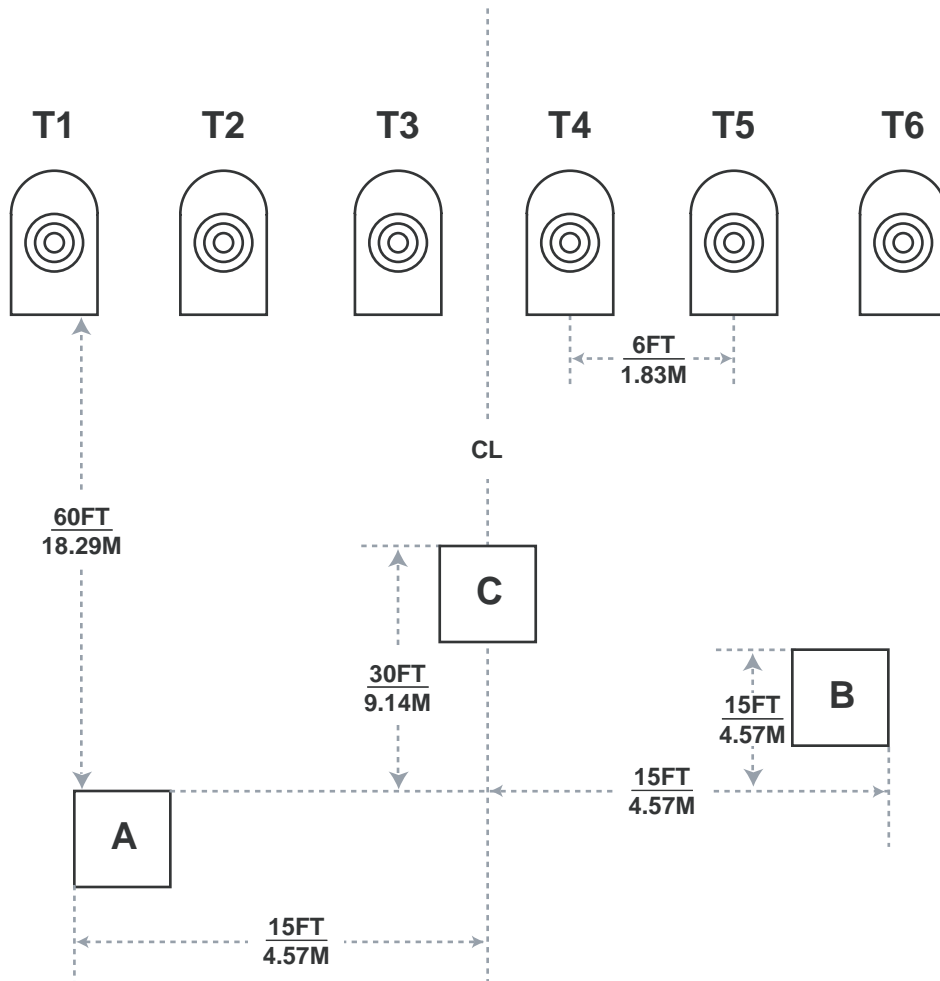 T1 T2 T3 T4 T5 T6
6FT
1.83M
CL
60FT
18.29M
C
30FT
9.14M
B
15FT
4.57M
15FT
4.57M
A
15FT
4.57M